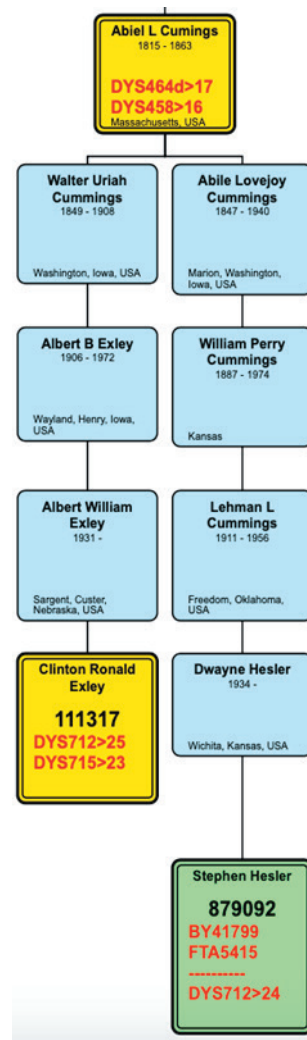 Abiel L Cumings
1815 - 1863
DYS464d>17
DYS458>16
Massachusetts, USA
Walter Uriah
Cummings
1849 - 1908
Washington, Iowa, USA
Abile Lovejoy
Cummings
1847 - 1940
Marion, Washington,
Iowa, USA
Albert B Exley
1906 - 1972
Wayland, Henry, Iowa,
USA
William Perry
Cummings
1887 - 1974
Kansas
Albert William
Exley
1931 -
Sargent, Custer,
Nebraska, USA
Lehman L
Cummings
1911 - 1956
Freedom, Oklahoma,
USA
Clinton Ronald
Exley
111317
DYS712>25
DYS715>23
Dwayne Hesler
1934 -
Wichita, Kansas, USA
Stephen Hesler
879092
BY41799
FTA5415
----------
DYS712>24